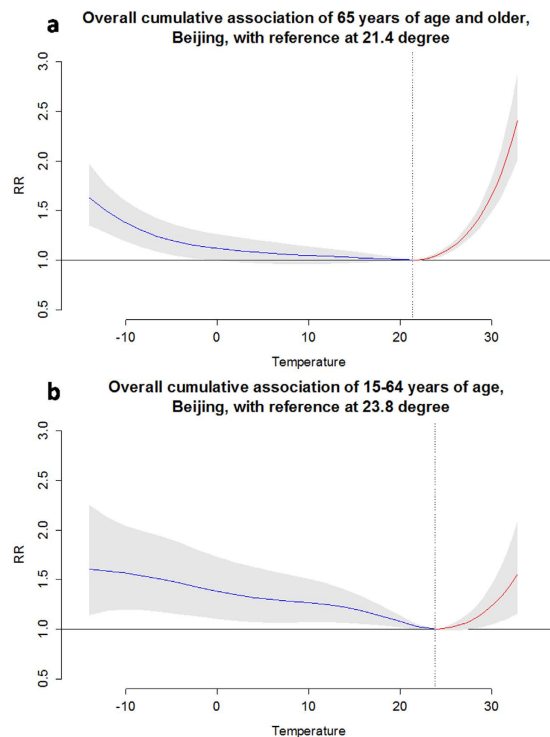 a
Overall cumulative association of 65 years of age and older,
Beijing, with reference at 21.4 degree
3.0
2.5
2.0
1.5
1.0
0.5
RR
-10 0 10 20 30
Temperature
b
Overall cumulative association of 15-64 years of age,
Beijing, with reference at 23.8 degree
3.0
2.5
2.0
1.5
1.0
0.5
RR
-10 0 10 20 30
Temperature